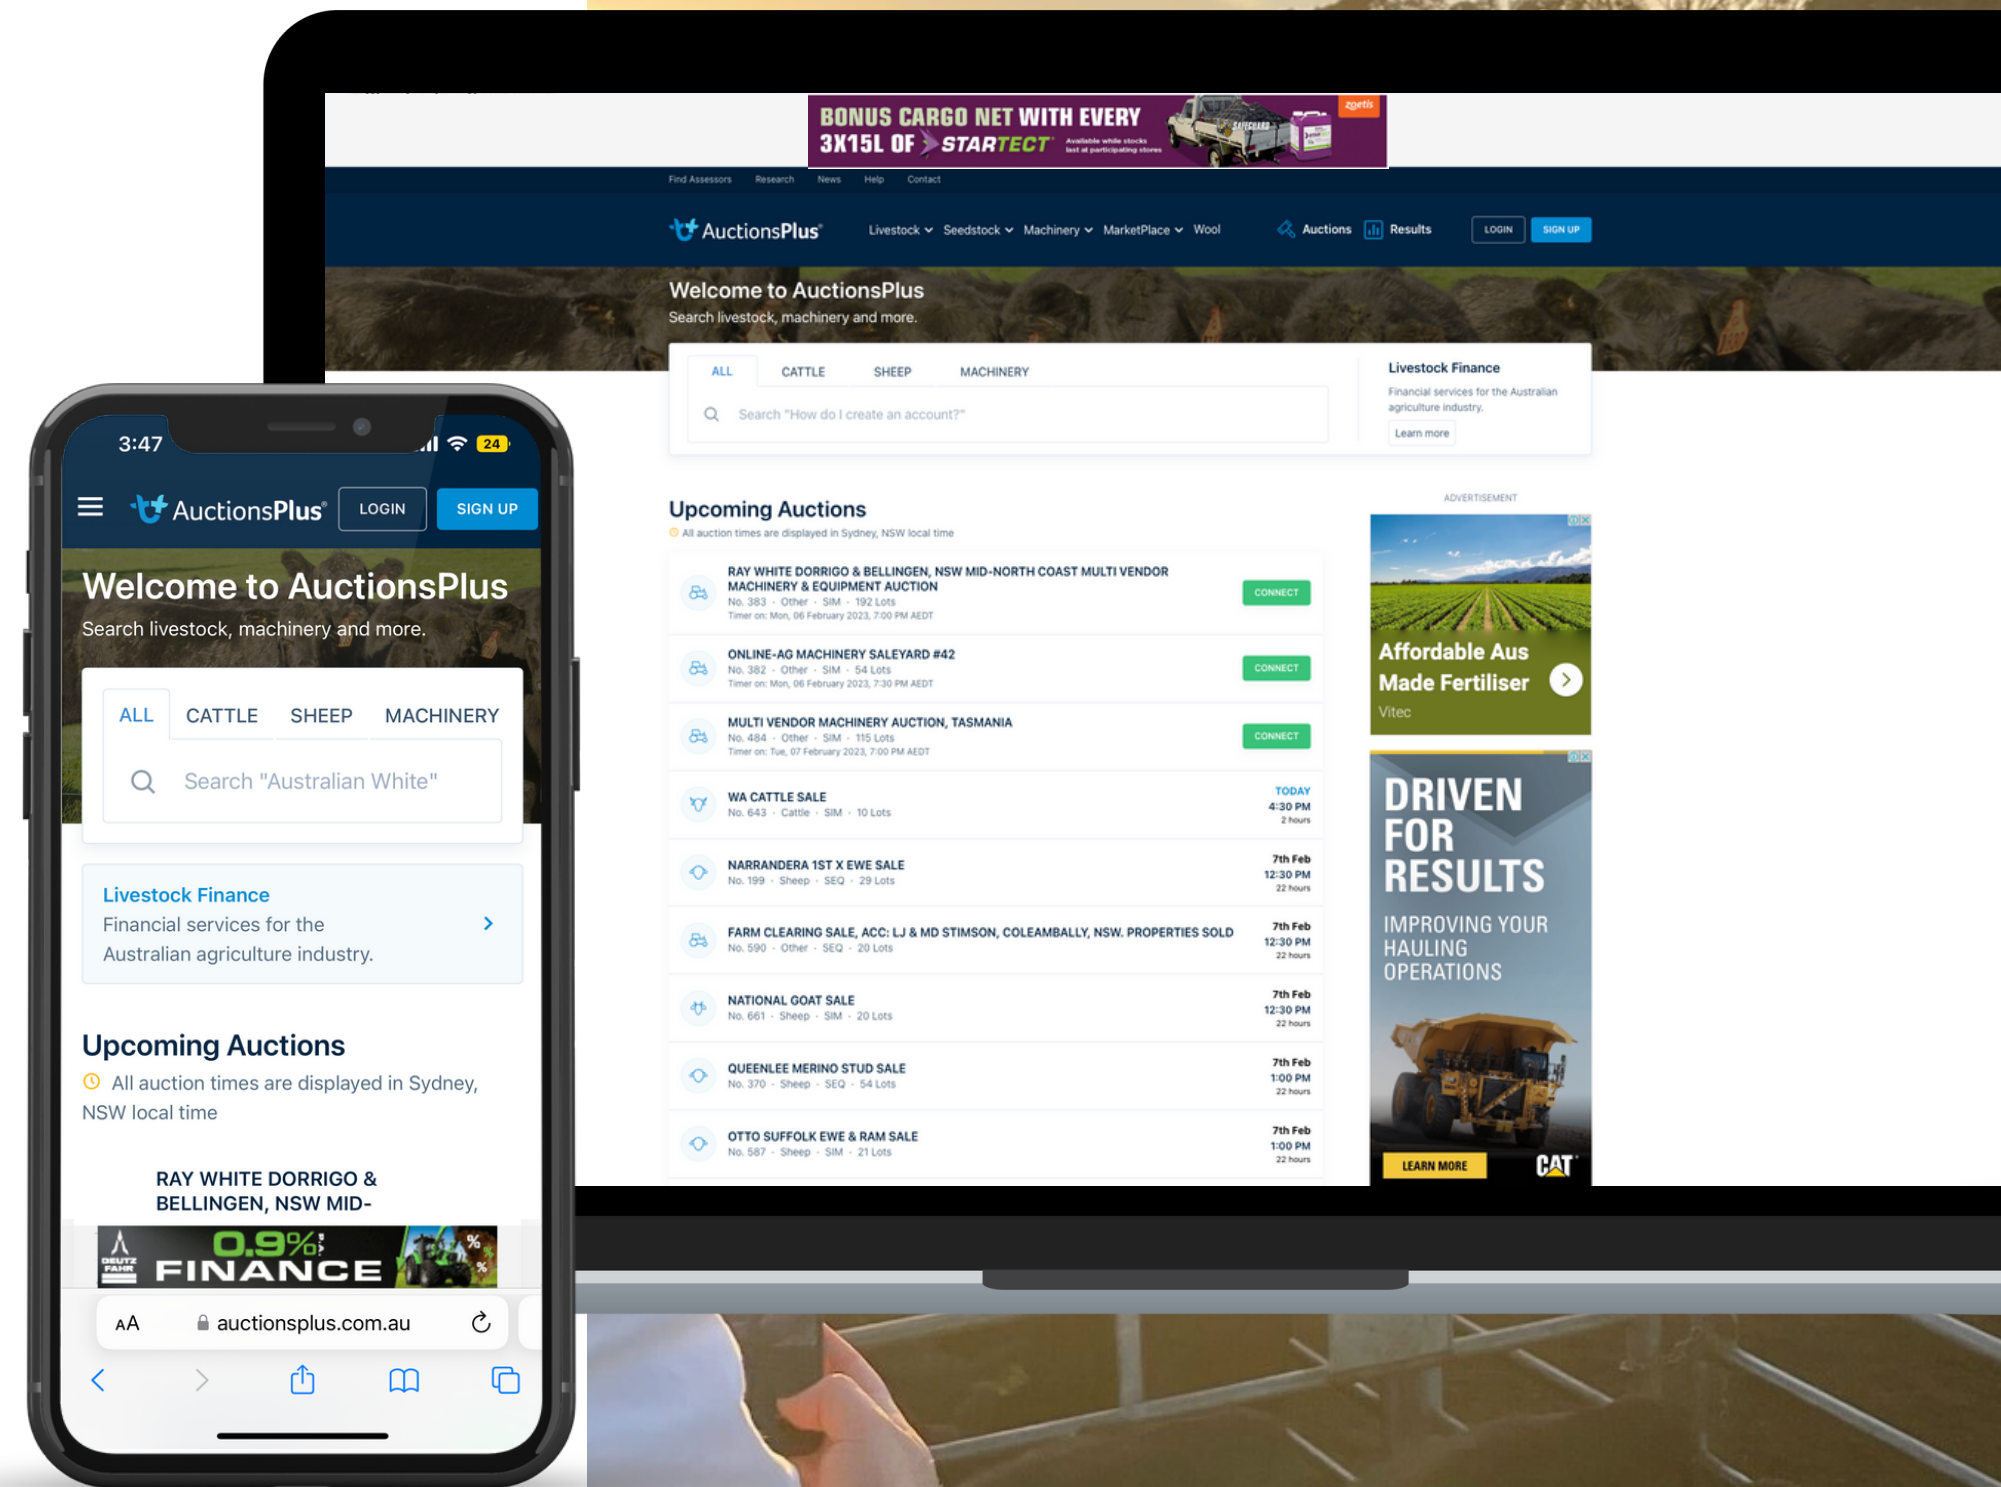 BONUS CARGO NET WITH EVERY
3X15L OF STARTECT
Available while stocks
last at participating stores
SAFEGUARD
zoetis
Find Assessors Research News Help Contact
AuctionsPlus®
Livestock Seedstock Machinery MarketPlace Wool
Auctions Results
LOGIN SIGN UP
Welcome to AuctionsPlus
Search livestock, machinery and more.
ALL CATTLE SHEEP MACHINERY
Search "How do I create an account?"
Livestock Finance
Financial services for the Australian
agriculture industry.
Learn more
Upcoming Auctions
All auction times are displayed in Sydney, NSW local time
RAY WHITE DORRIGO & BELLINGEN, NSW MID-NORTH COAST MULTI VENDOR
MACHINERY & EQUIPMENT AUCTION
No. 383 · Other · SIM · 192 Lots
Timer on: Mon, 06 February 2023, 7:00 PM AEDT
CONNECT
ONLINE-AG MACHINERY SALEYARD #42
No. 382 · Other · SIM · 54 Lots
Timer on: Mon, 06 February 2023, 7:30 PM AEDT
CONNECT
MULTI VENDOR MACHINERY AUCTION, TASMANIA
No. 484 · Other · SIM · 115 Lots
Timer on: Tue, 07 February 2023, 7:00 PM AEDT
CONNECT
WA CATTLE SALE
No. 643 · Cattle · SIM · 10 Lots
TODAY
4:30 PM
2 hours
NARRANDERA 1ST X EWE SALE
No. 199 · Sheep · SEQ · 29 Lots
7th Feb
12:30 PM
22 hours
FARM CLEARING SALE, ACC: LJ & MD STIMSON, COLEAMBALLY, NSW. PROPERTIES SOLD
No. 590 · Other · SEQ · 20 Lots
7th Feb
12:30 PM
22 hours
NATIONAL GOAT SALE
No. 661 · Sheep · SIM · 20 Lots
7th Feb
12:30 PM
22 hours
QUEENLEE MERINO STUD SALE
No. 370 · Sheep · SEQ · 54 Lots
7th Feb
1:00 PM
22 hours
OTTO SUFFOLK EWE & RAM SALE
No. 587 · Sheep · SIM · 21 Lots
7th Feb
1:00 PM
22 hours
ADVERTISEMENT
Affordable Aus
Made Fertiliser
Vitec
DRIVEN
FOR
RESULTS
IMPROVING YOUR
HAULING
OPERATIONS
LEARN MORE
CAT
3:47
24
AuctionsPlus®
LOGIN
SIGN UP
Welcome to AuctionsPlus
Search livestock, machinery and more.
ALL CATTLE SHEEP MACHINERY
Search "Australian White"
Livestock Finance
Financial services for the
Australian agriculture industry.
Upcoming Auctions
All auction times are displayed in Sydney,
NSW local time
RAY WHITE DORRIGO &
BELLINGEN, NSW MID-
DEUTZ
FAHR
0.9% P.A.
FINANCE
% % %
AA auctionsplus.com.au